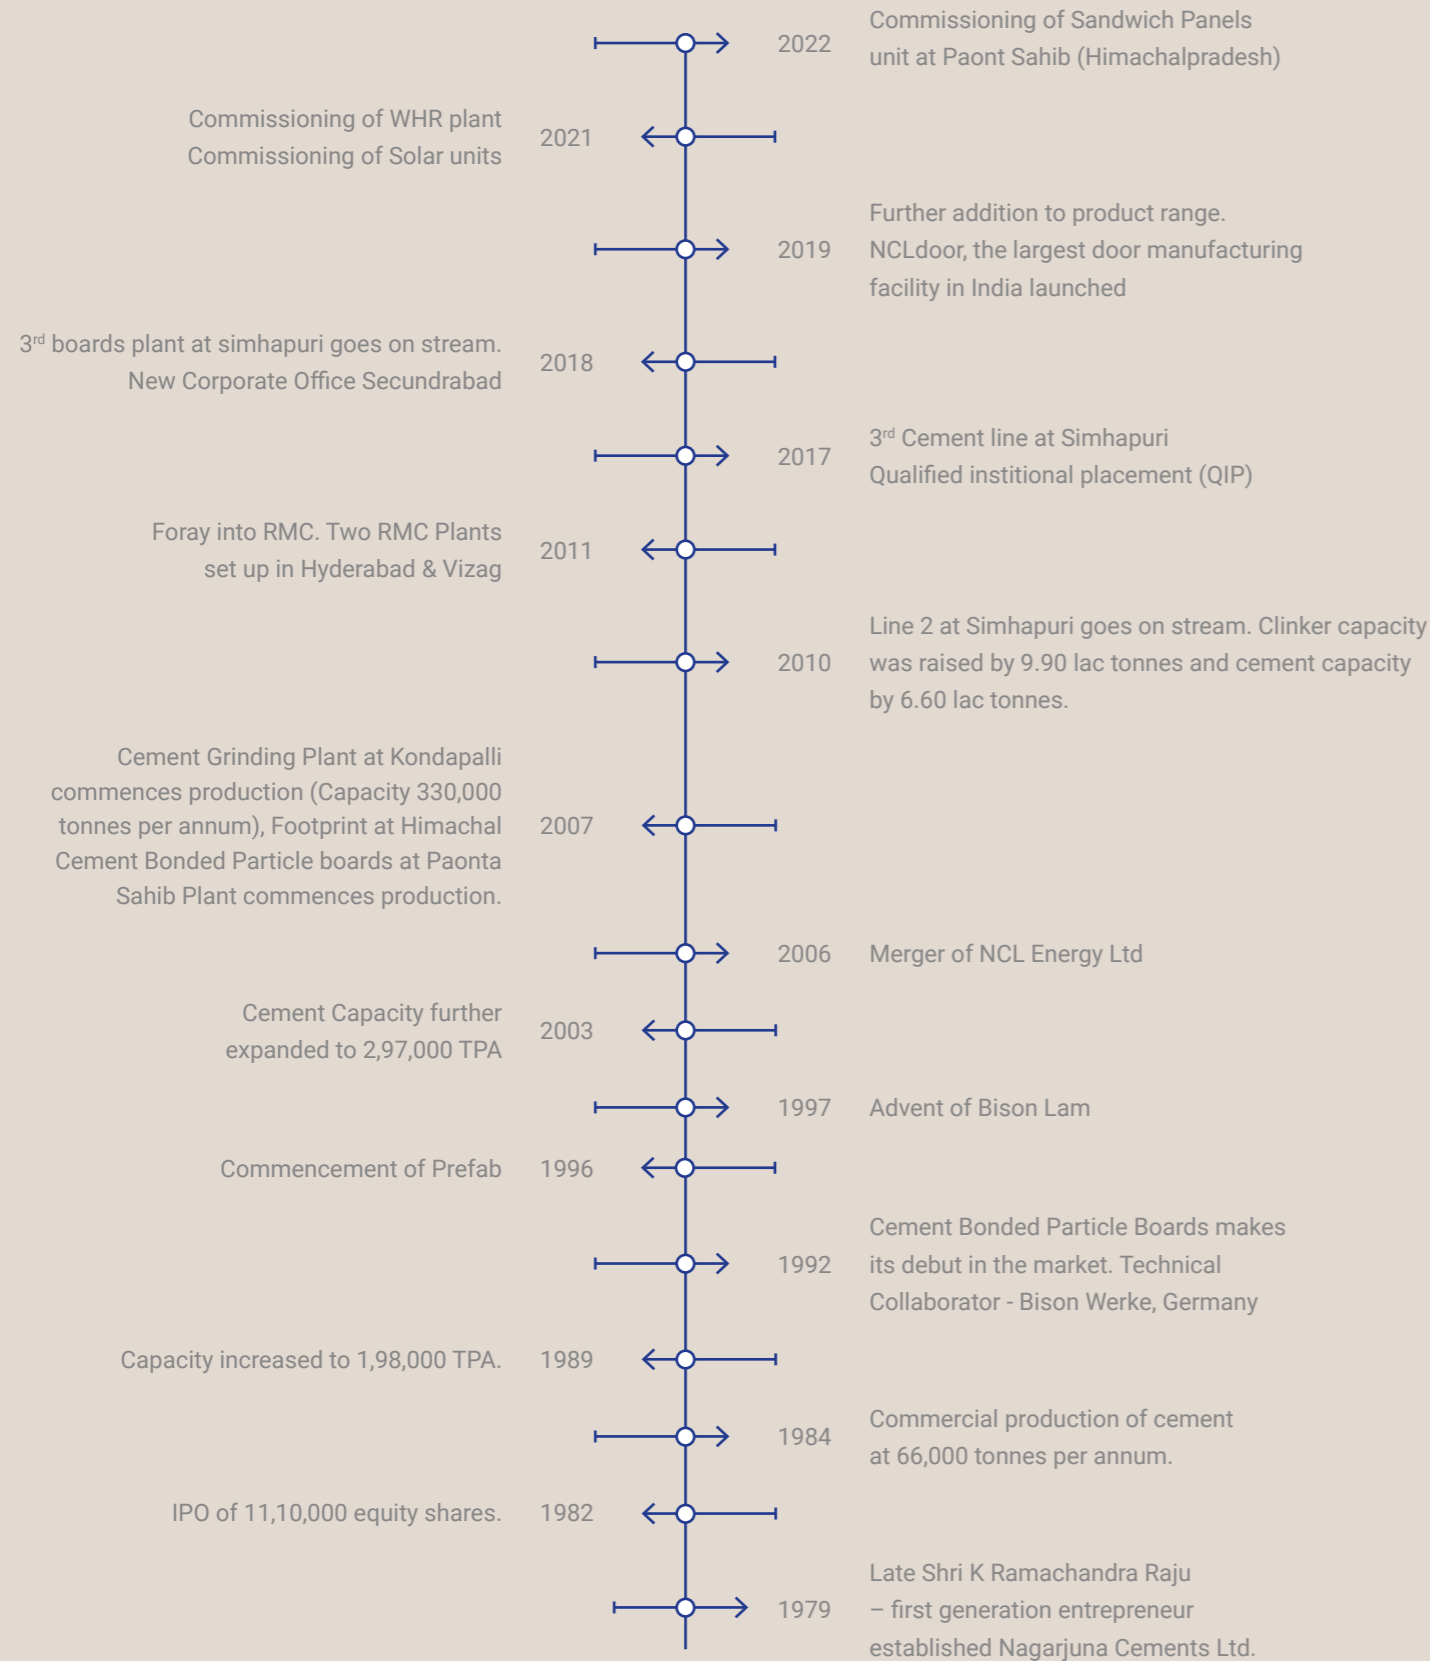 2022
Commissioning of Sandwich Panels
unit at Paont Sahib (Himachalpradesh)
Commissioning of WHR plant
Commissioning of Solar units
2021
2019
Further addition to product range.
NCLdoor, the largest door manufacturing
facility in India launched
3rd boards plant at simhapuri goes on stream.
New Corporate Office Secundrabad
2018
2017
3rd Cement line at Simhapuri
Qualified institional placement (QIP)
Foray into RMC. Two RMC Plants
set up in Hyderabad & Vizag
2011
2010
Line 2 at Simhapuri goes on stream. Clinker capacity
was raised by 9.90 lac tonnes and cement capacity
by 6.60 lac tonnes.
Cement Grinding Plant at Kondapalli
commences production (Capacity 330,000
tonnes per annum), Footprint at Himachal
Cement Bonded Particle boards at Paonta
Sahib Plant commences production.
2007
2006
Merger of NCL Energy Ltd
Cement Capacity further
expanded to 2,97,000 TPA
2003
1997
Advent of Bison Lam
Commencement of Prefab
1996
1992
Cement Bonded Particle Boards makes
its debut in the market. Technical
Collaborator - Bison Werke, Germany
Capacity increased to 1,98,000 TPA.
1989
1984
Commercial production of cement
at 66,000 tonnes per annum.
IPO of 11,10,000 equity shares.
1982
1979
Late Shri K Ramachandra Raju
– first generation entrepreneur
established Nagarjuna Cements Ltd.